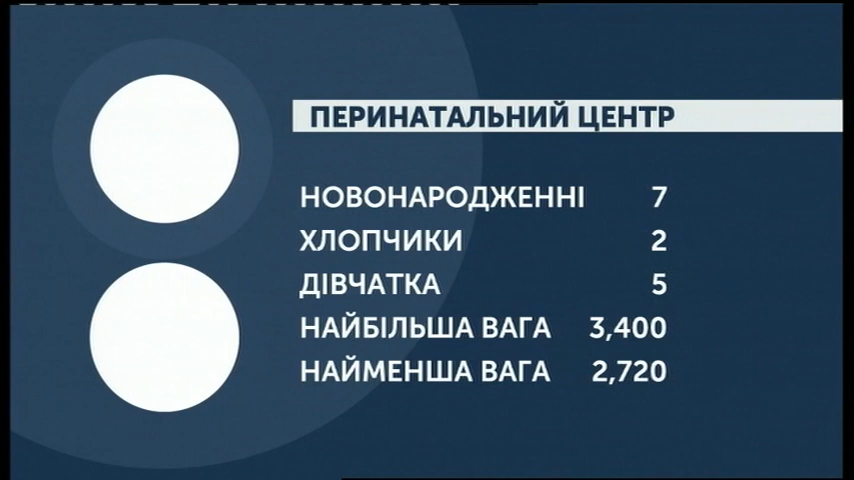 ПЕРИНАТАЛЬНИЙ ЦЕНТР
НОВОНАРОДЖЕННІ 7
ХЛОПЧИКИ 2
ДІВЧАТКА 5
НАЙБІЛЬША ВАГА 3,400
НАЙМЕНША ВАГА 2,720